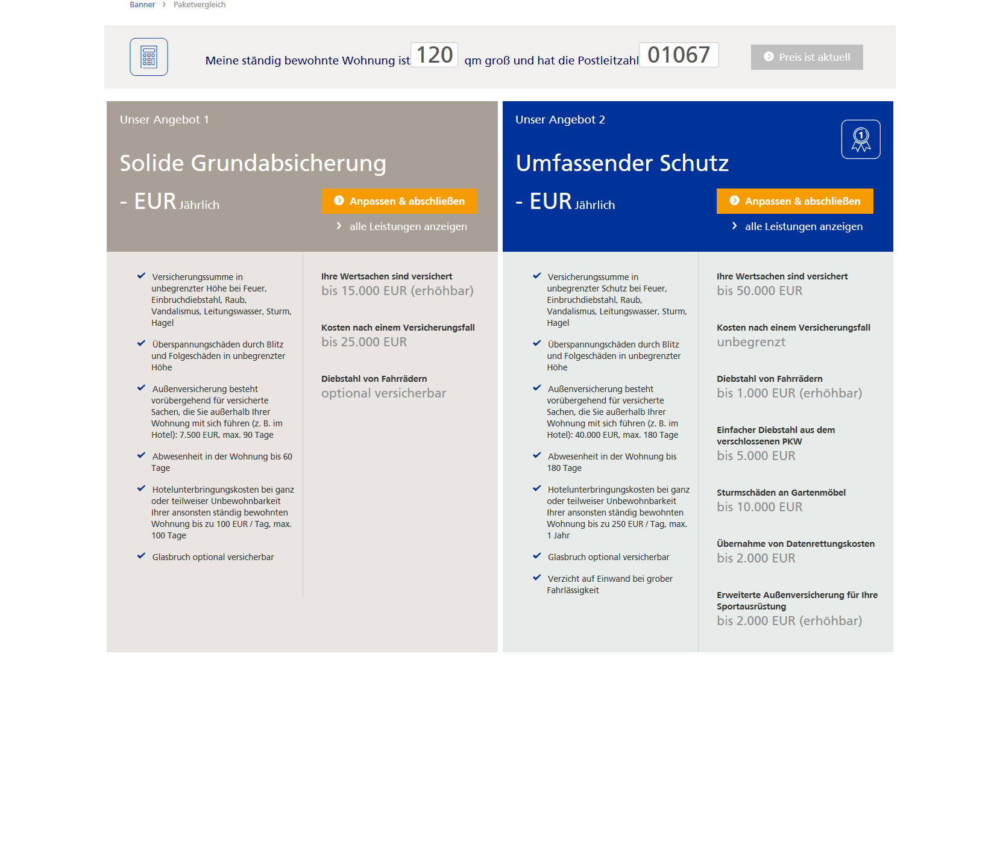 Banner > Paketvergleich
Meine ständig bewohnte Wohnung ist 120 qm groß und hat die Postleitzahl 01067
Preis ist aktuell
Unser Angebot 1
Solide Grundabsicherung
- EUR Jährlich
Anpassen & abschließen
alle Leistungen anzeigen
Versicherungssumme in
unbegrenzter Höhe bei Feuer,
Einbruchdiebstahl, Raub,
Vandalismus, Leitungswasser, Sturm,
Hagel
Überspannungschäden durch Blitz
und Folgeschäden in unbegrenzter
Höhe
Außenversicherung besteht
vorübergehend für versicherte
Sachen, die Sie außerhalb Ihrer
Wohnung mit sich führen (z. B. im
Hotel): 7.500 EUR, max. 90 Tage
Abwesenheit in der Wohnung bis 60
Tage
Hotelunterbringungskosten bei ganz
oder teilweiser Unbewohnbarkeit
Ihrer ansonsten ständig bewohnten
Wohnung bis zu 100 EUR / Tag, max.
100 Tage
Glasbruch optional versicherbar
Ihre Wertsachen sind versichert
bis 15.000 EUR (erhöhbar)
Kosten nach einem Versicherungsfall
bis 25.000 EUR
Diebstahl von Fahrrädern
optional versicherbar
Unser Angebot 2
1
Umfassender Schutz
- EUR Jährlich
Anpassen & abschließen
alle Leistungen anzeigen
Versicherungssumme in
unbegrenzter Schutz bei Feuer,
Einbruchdiebstahl, Raub,
Vandalismus, Leitungswasser, Sturm,
Hagel
Überspannungschäden durch Blitz
und Folgeschäden in unbegrenzter
Höhe
Außenversicherung besteht
vorübergehend für versicherte
Sachen, die Sie außerhalb Ihrer
Wohnung mit sich führen (z. B. im
Hotel): 40.000 EUR, max. 180 Tage
Abwesenheit in der Wohnung bis
180 Tage
Hotelunterbringungskosten bei ganz
oder teilweiser Unbewohnbarkeit
Ihrer ansonsten ständig bewohnten
Wohnung bis zu 250 EUR / Tag, max.
1 Jahr
Glasbruch optional versicherbar
Verzicht auf Einwand bei grober
Fahrlässigkeit
Ihre Wertsachen sind versichert
bis 50.000 EUR
Kosten nach einem Versicherungsfall
unbegrenzt
Diebstahl von Fahrrädern
bis 1.000 EUR (erhöhbar)
Einfacher Diebstahl aus dem
verschlossenen PKW
bis 5.000 EUR
Sturmschäden an Gartenmöbel
bis 10.000 EUR
Übernahme von Datenrettungskosten
bis 2.000 EUR
Erweiterte Außenversicherung für Ihre
Sportausrüstung
bis 2.000 EUR (erhöhbar)